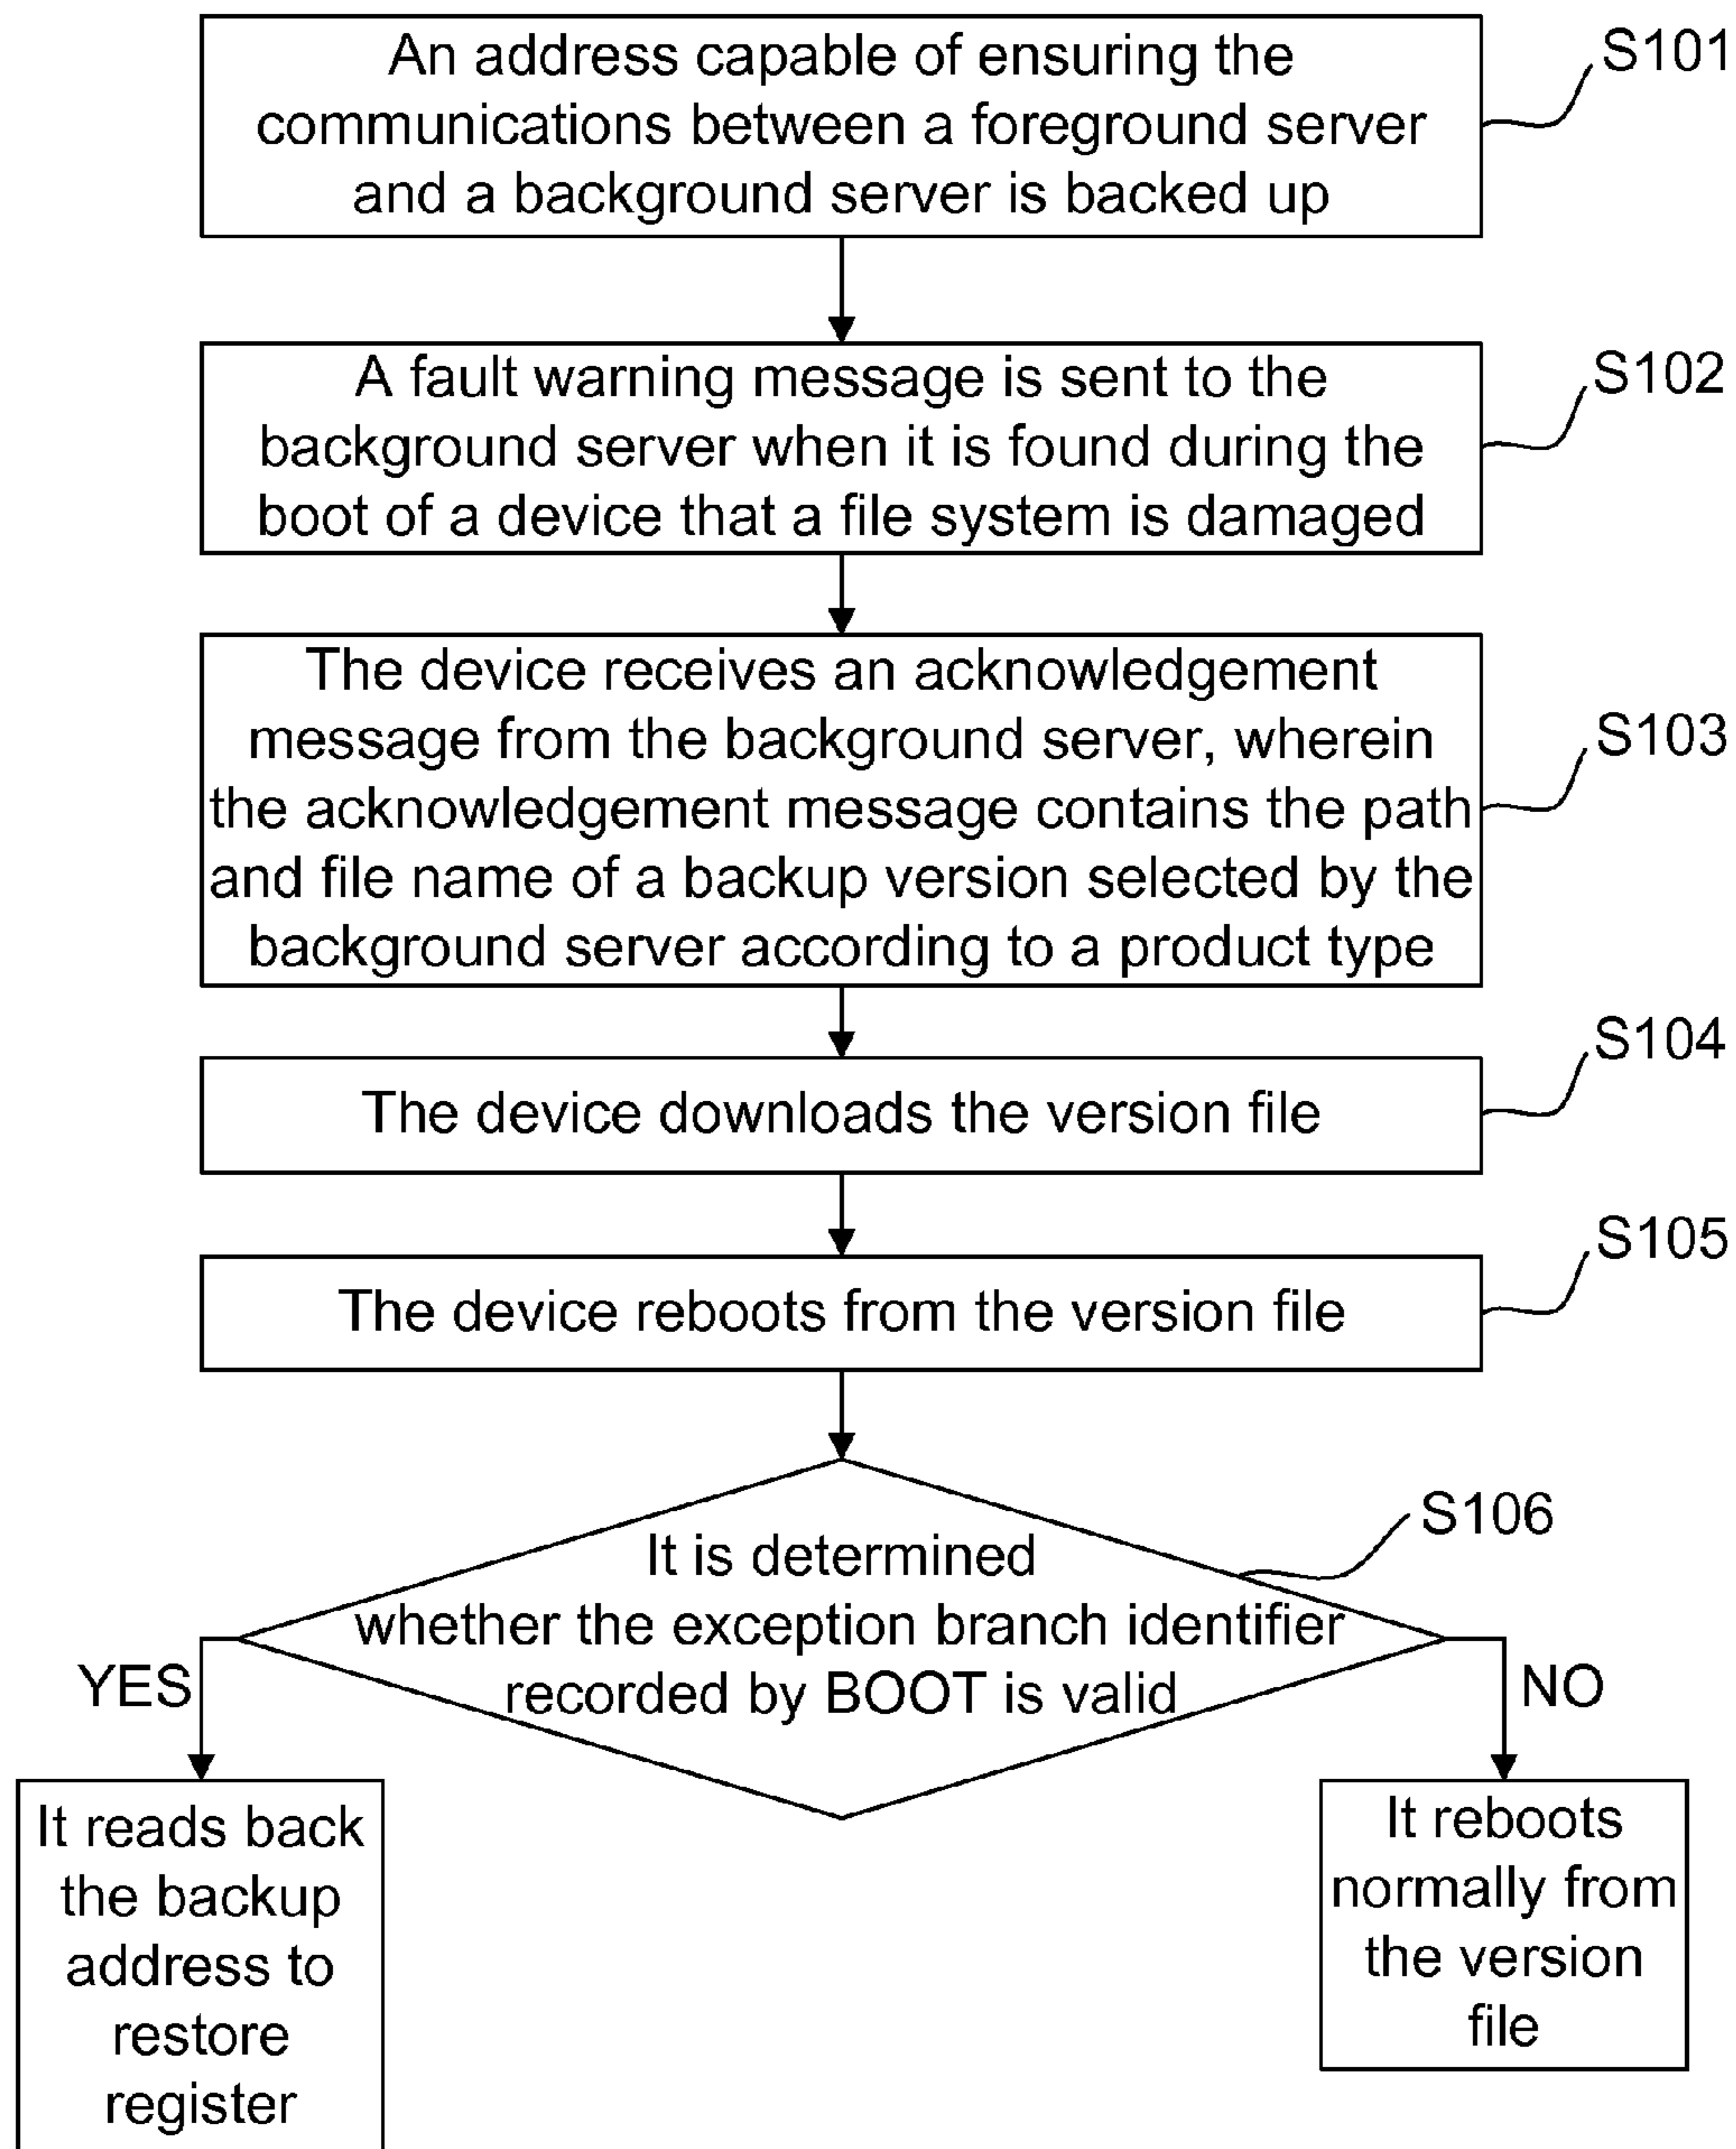 An address capable of ensuring the
communications between a foreground server
and a background server is backed up
S101
A fault warning message is sent to the
background server when it is found during the
boot of a device that a file system is damaged
S102
The device receives an acknowledgement
message from the background server, wherein
the acknowledgement message contains the path
and file name of a backup version selected by the
background server according to a product type
S103
The device downloads the version file
S104
The device reboots from the version file
S105
It is determined
whether the exception branch identifier
recorded by BOOT is valid
S106
YES
NO
It reads back
the backup
address to
restore
register
It reboots
normally from
the version
file